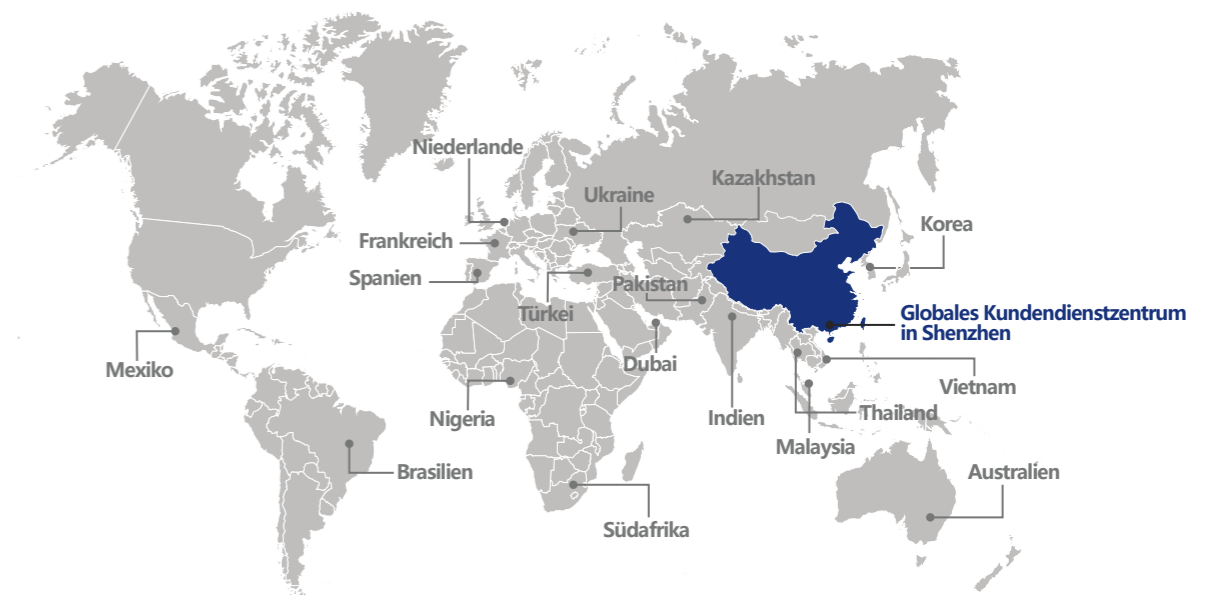 Niederlande
Kazakhstan
Ukraine
Korea
Frankreich
Spanien
Pakistan
Türkei
Globales Kundendienstzentrum
in Shenzhen
Mexiko
Dubai
Vietnam
Nigeria
Indien
Thailand
Malaysia
Brasilien
Australien
Südafrika